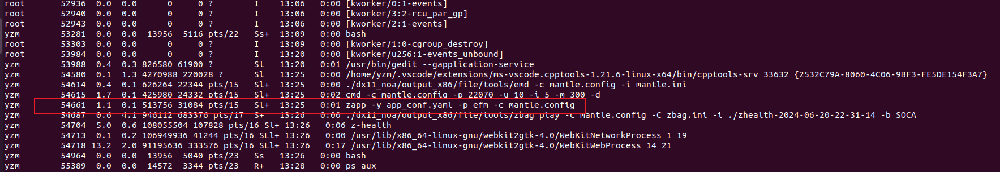 root       52936  0.0  0.0      0     0 ?        I    13:06   0:00 [kworker/0:1-events]
root       52940  0.0  0.0      0     0 ?        I    13:06   0:00 [kworker/3:2-rcu_par_gp]
root       52943  0.0  0.0      0     0 ?        I    13:06   0:00 [kworker/2:1-events]
yzm        53281  0.0  0.0  13956  5116 pts/22   Ss+  13:09   0:00 bash
root       53303  0.0  0.0      0     0 ?        I    13:09   0:00 [kworker/1:0-cgroup_destroy]
root       53984  0.0  0.0      0     0 ?        I    13:20   0:00 [kworker/u256:1-events_unbound]
yzm        53988  0.4  0.3 826580 61900 ?        Sl   13:20   0:01 /usr/bin/gedit --gapplication-service
yzm        54580  0.1  1.3 4270988 220028 ?      Sl   13:25   0:00 /home/yzm/.vscode/extensions/ms-vscode.cpptools-1.21.6-linux-x64/bin/cpptools-srv 33632 {2532C79A-8060-4C06-9BF3-FE5DE154F3A7}
yzm        54614  0.4  0.1 626264 22344 pts/15   Sl+  13:25   0:00 ./dx11_noa/output_x86/file/tools/emd -c mantle.config -i mantle.ini
yzm        54615  1.7  0.1 425980 24332 pts/15   Sl+  13:25   0:02 cmd -c mantle.config -p 22070 -u 10 -i 5 -m 300 -d
yzm        54661  1.1  0.1 513756 31084 pts/15   Sl+  13:25   0:01 zapp -y app_conf.yaml -p efm -c mantle.config
yzm        54687  0.6  4.1 946112 683376 pts/17  S+   13:26   0:00 ./dx11_noa/output_x86/file/tools/zbag play -c mantle.config -C zbag.ini -i ./zhealth-2024-06-20-22-31-14 -b SOCA
yzm        54704  5.0  0.6 108055504 107828 pts/16 Sl+ 13:26   0:06 z-health
yzm        54713  0.1  0.2 106949936 41244 pts/16 SLl+ 13:26   0:00 /usr/lib/x86_64-linux-gnu/webkit2gtk-4.0/WebKitNetworkProcess 1 19
yzm        54718 13.2  2.0 91195636 333576 pts/16 SLl+ 13:26   0:17 /usr/lib/x86_64-linux-gnu/webkit2gtk-4.0/WebKitWebProcess 14 21
yzm        54964  0.0  0.0  13956  5040 pts/23   Ss   13:26   0:00 bash
yzm        55389  0.0  0.0  14572  3344 pts/23   R+   13:28   0:00 ps aux